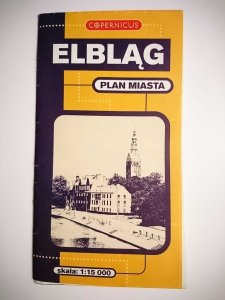 COPERNICUS
ELBLĄG
PLAN MIASTA
skala: 1:15 000